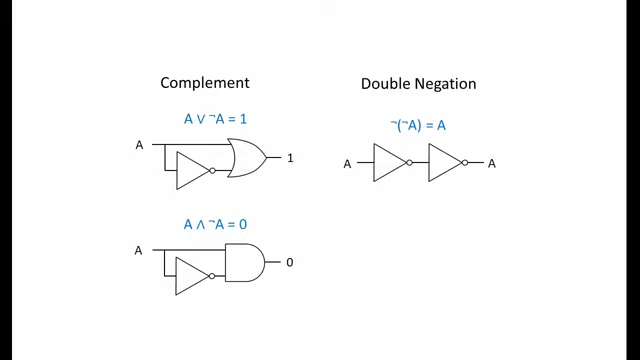 Complement
A ∨ ¬A = 1
A
1
A ∧ ¬A = 0
A
0
Double Negation
¬(¬A) = A
A
A